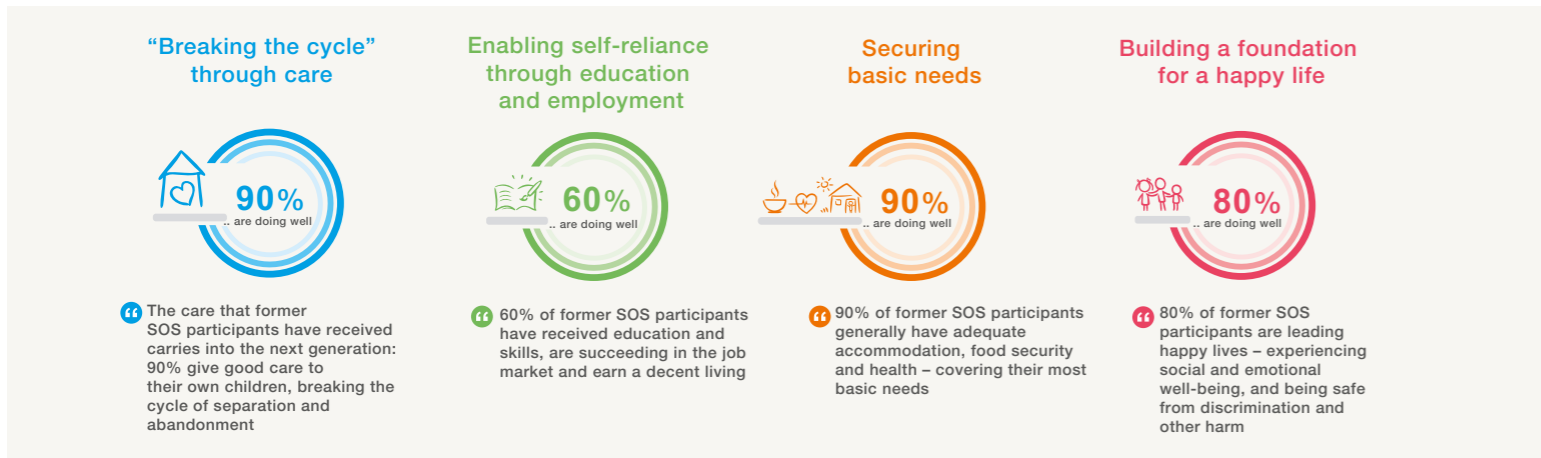 “Breaking the cycle”
through care
90%
.. are doing well
The care that former
SOS participants have received
carries into the next generation:
90% give good care to
their own children, breaking the
cycle of separation and
abandonment
Enabling self-reliance
through education
and employment
60%
.. are doing well
60% of former SOS participants
have received education and
skills, are succeeding in the job
market and earn a decent living
Securing
basic needs
90%
.. are doing well
90% of former SOS participants
generally have adequate
accommodation, food security
and health – covering their most
basic needs
Building a foundation
for a happy life
80%
.. are doing well
80% of former SOS
participants are leading
happy lives – experiencing
social and emotional
well-being, and being safe
from discrimination and
other harm